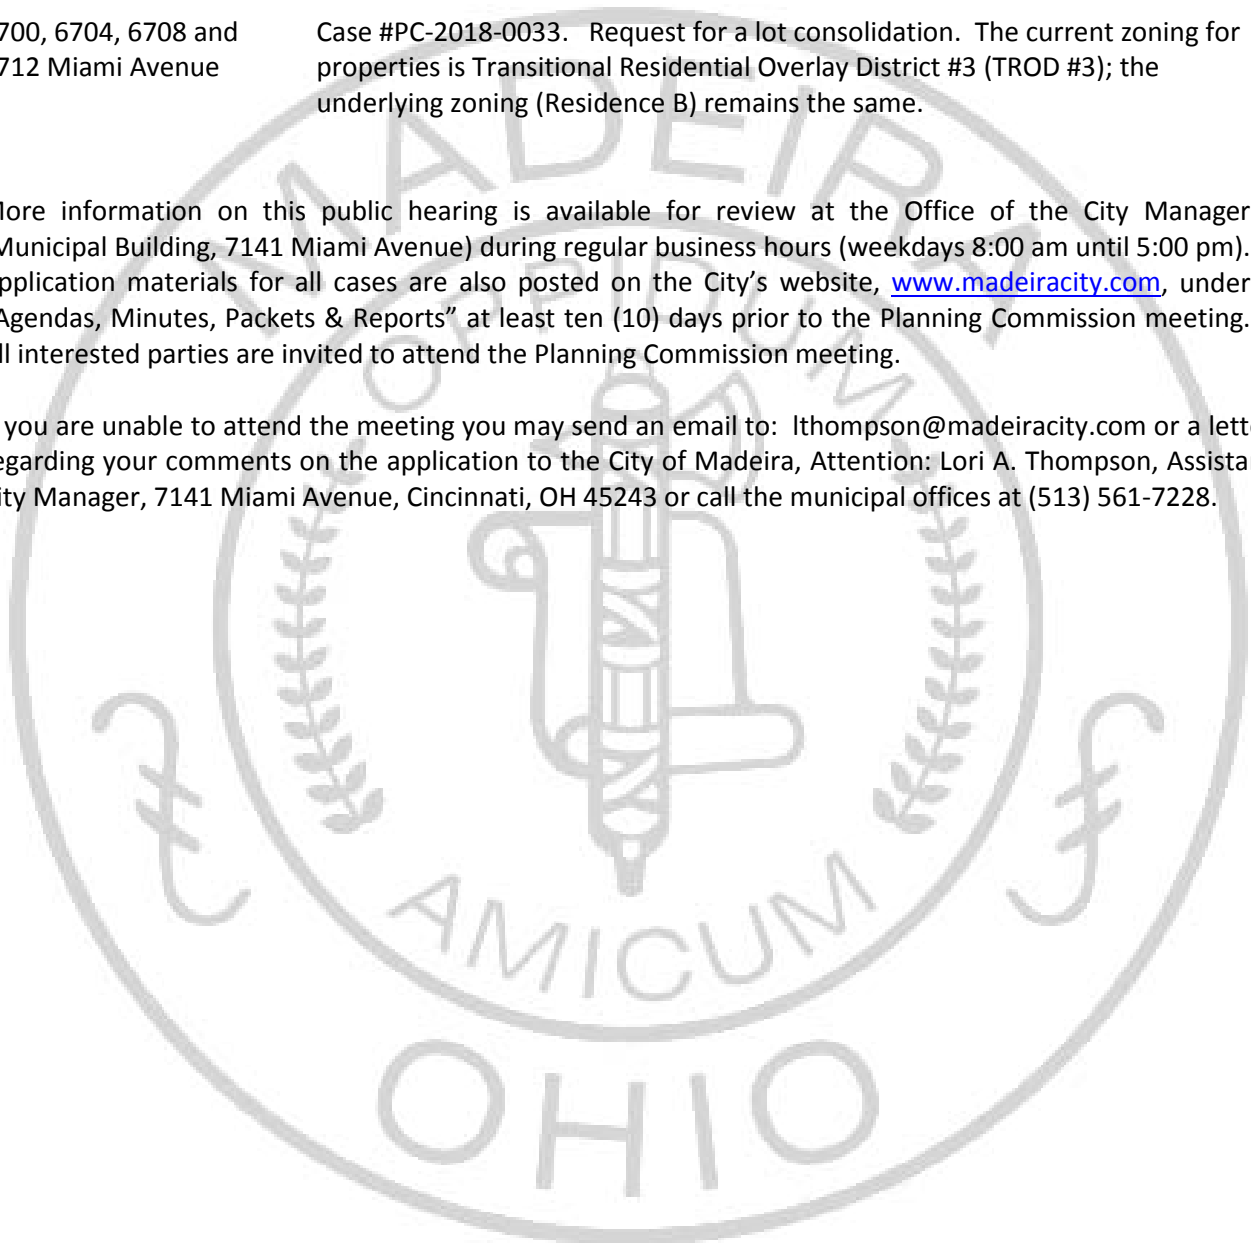 700, 6704, 6708 and Case #PC-2018-0033. Request for a lot consolidation. The current zoning for
712 Miami Avenue properties is Transitional Residential Overlay District #3 (TROD #3); the
underlying zoning (Residence B) remains the same.
MADEIRA
ore information on this public hearing is available for review at the Office of the City Manager
Municipal Building, 7141 Miami Avenue) during regular business hours (weekdays 8:00 am until 5:00 pm).
pplication materials for all cases are also posted on the City’s website, www.madeiracity.com, under
Agendas, Minutes, Packets & Reports” at least ten (10) days prior to the Planning Commission meeting.
ll interested parties are invited to attend the Planning Commission meeting.
OPPIDUM
you are unable to attend the meeting you may send an email to: lthompson@madeiracity.com or a lette
egarding your comments on the application to the City of Madeira, Attention: Lori A. Thompson, Assista
ity Manager, 7141 Miami Avenue, Cincinnati, OH 45243 or call the municipal offices at (513) 561-7228.
AMICUM
OHIO